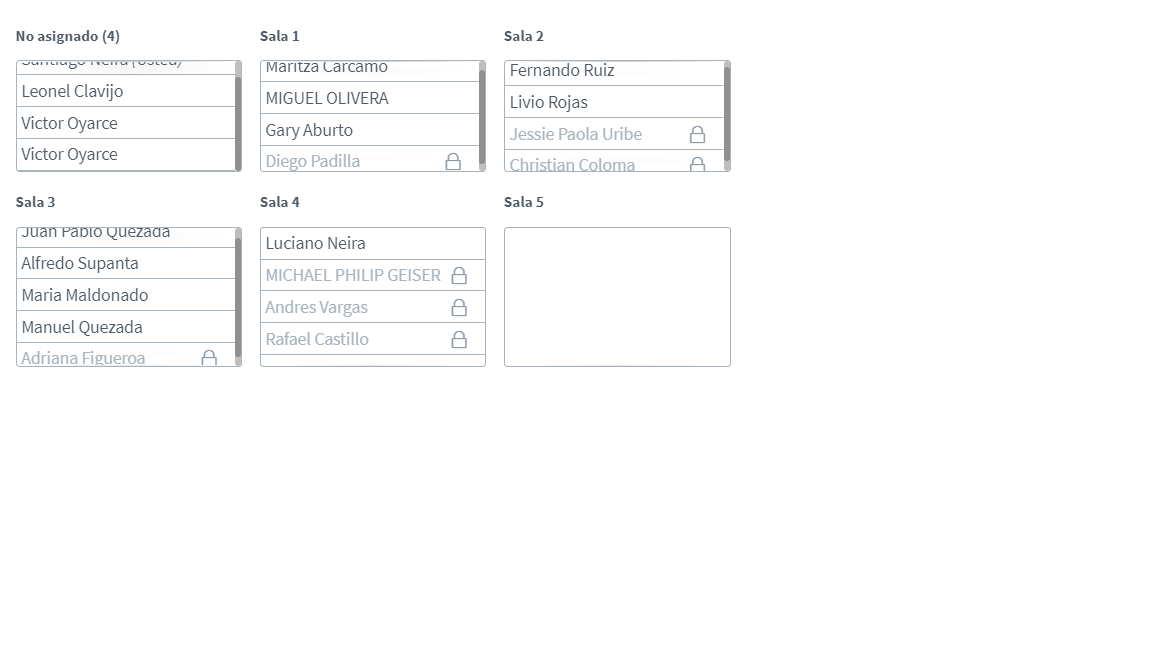 No asignado (4)
Santiago Neira (Usted)
Leonel Clavijo
Victor Oyarce
Victor Oyarce
Sala 1
Maritza Carcamo
MIGUEL OLIVERA
Gary Aburto
Diego Padilla
Sala 2
Fernando Ruiz
Livio Rojas
Jessie Paola Uribe
Christian Coloma
Sala 3
Juan Pablo Quezada
Alfredo Supanta
Maria Maldonado
Manuel Quezada
Adriana Figueroa
Sala 4
Luciano Neira
MICHAEL PHILIP GEISER
Andres Vargas
Rafael Castillo
Sala 5